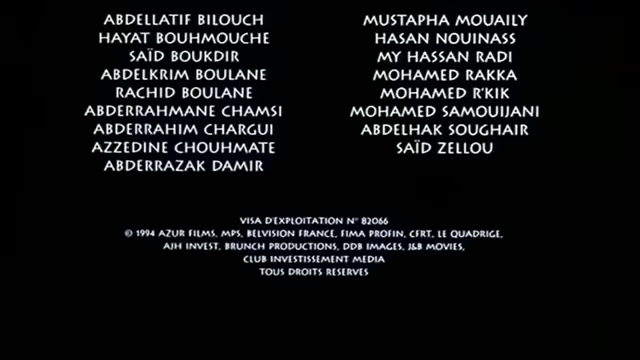 ABDELLATIF BILOUCH
HAYAT BOUHMOUCHE
SAÏD BOUKDIR
ABDELKRIM BOULANE
RACHID BOULANE
ABDERRAHMANE CHAMSI
ABDERRAHIM CHARGUI
AZZEDINE CHOUHMATE
ABDERRAZAK DAMIR
MUSTAPHA MOUAILY
HASAN NOUINASS
MY HASSAN RADI
MOHAMED RAKKA
MOHAMED R'KIK
MOHAMED SAMOUIJANI
ABDELHAK SOUGHAIR
SAÏD ZELLOU
VISA D'EXPLOITATION N° 82066
© 1994 AZUR FILMS, MPS, BELVISION FRANCE, FIMA PROFIN, CFRT, LE QUADRIGE,
AJH INVEST, BRUNCH PRODUCTIONS, DDB IMAGES, J&B MOVIES,
CLUB INVESTISSEMENT MEDIA
TOUS DROITS RESERVES